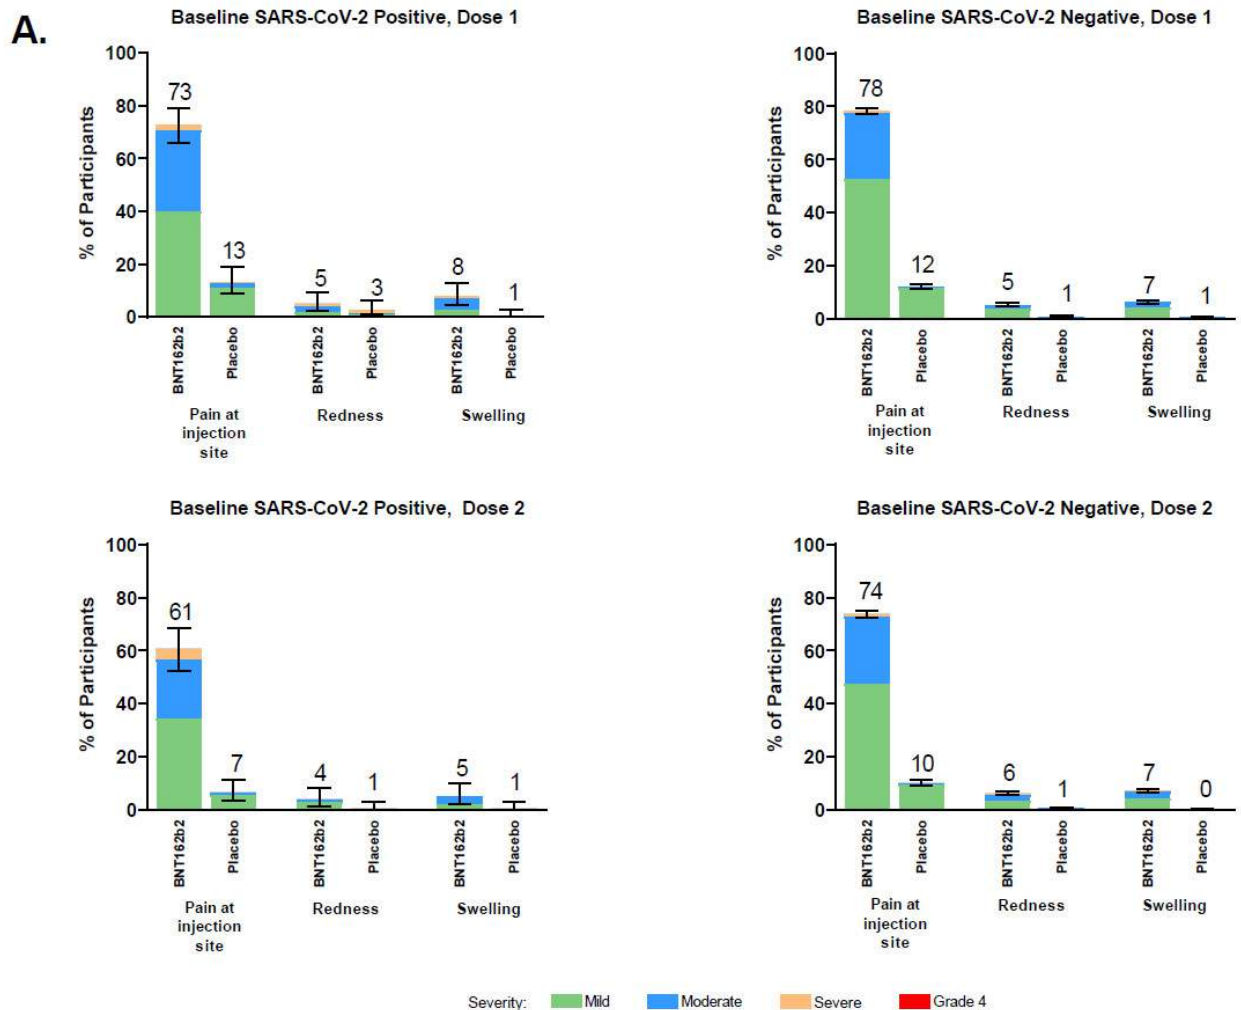 A.
Baseline SARS-CoV-2 Positive, Dose 1
% of Participants
100
80
60
40
20
0
73
13
5
3
8
1
BNT162b2
Placebo
BNT162b2
Placebo
BNT162b2
Placebo
Pain at
injection
site
Redness
Swelling
Baseline SARS-CoV-2 Negative, Dose 1
% of Participants
100
80
60
40
20
0
78
12
5
1
7
1
BNT162b2
Placebo
BNT162b2
Placebo
BNT162b2
Placebo
Pain at
injection
site
Redness
Swelling
Baseline SARS-CoV-2 Positive, Dose 2
% of Participants
100
80
60
40
20
0
61
7
4
1
5
1
BNT162b2
Placebo
BNT162b2
Placebo
BNT162b2
Placebo
Pain at
injection
site
Redness
Swelling
Baseline SARS-CoV-2 Negative, Dose 2
% of Participants
100
80
60
40
20
0
74
10
6
1
7
0
BNT162b2
Placebo
BNT162b2
Placebo
BNT162b2
Placebo
Pain at
injection
site
Redness
Swelling
Severity: Mild Moderate Severe Grade 4